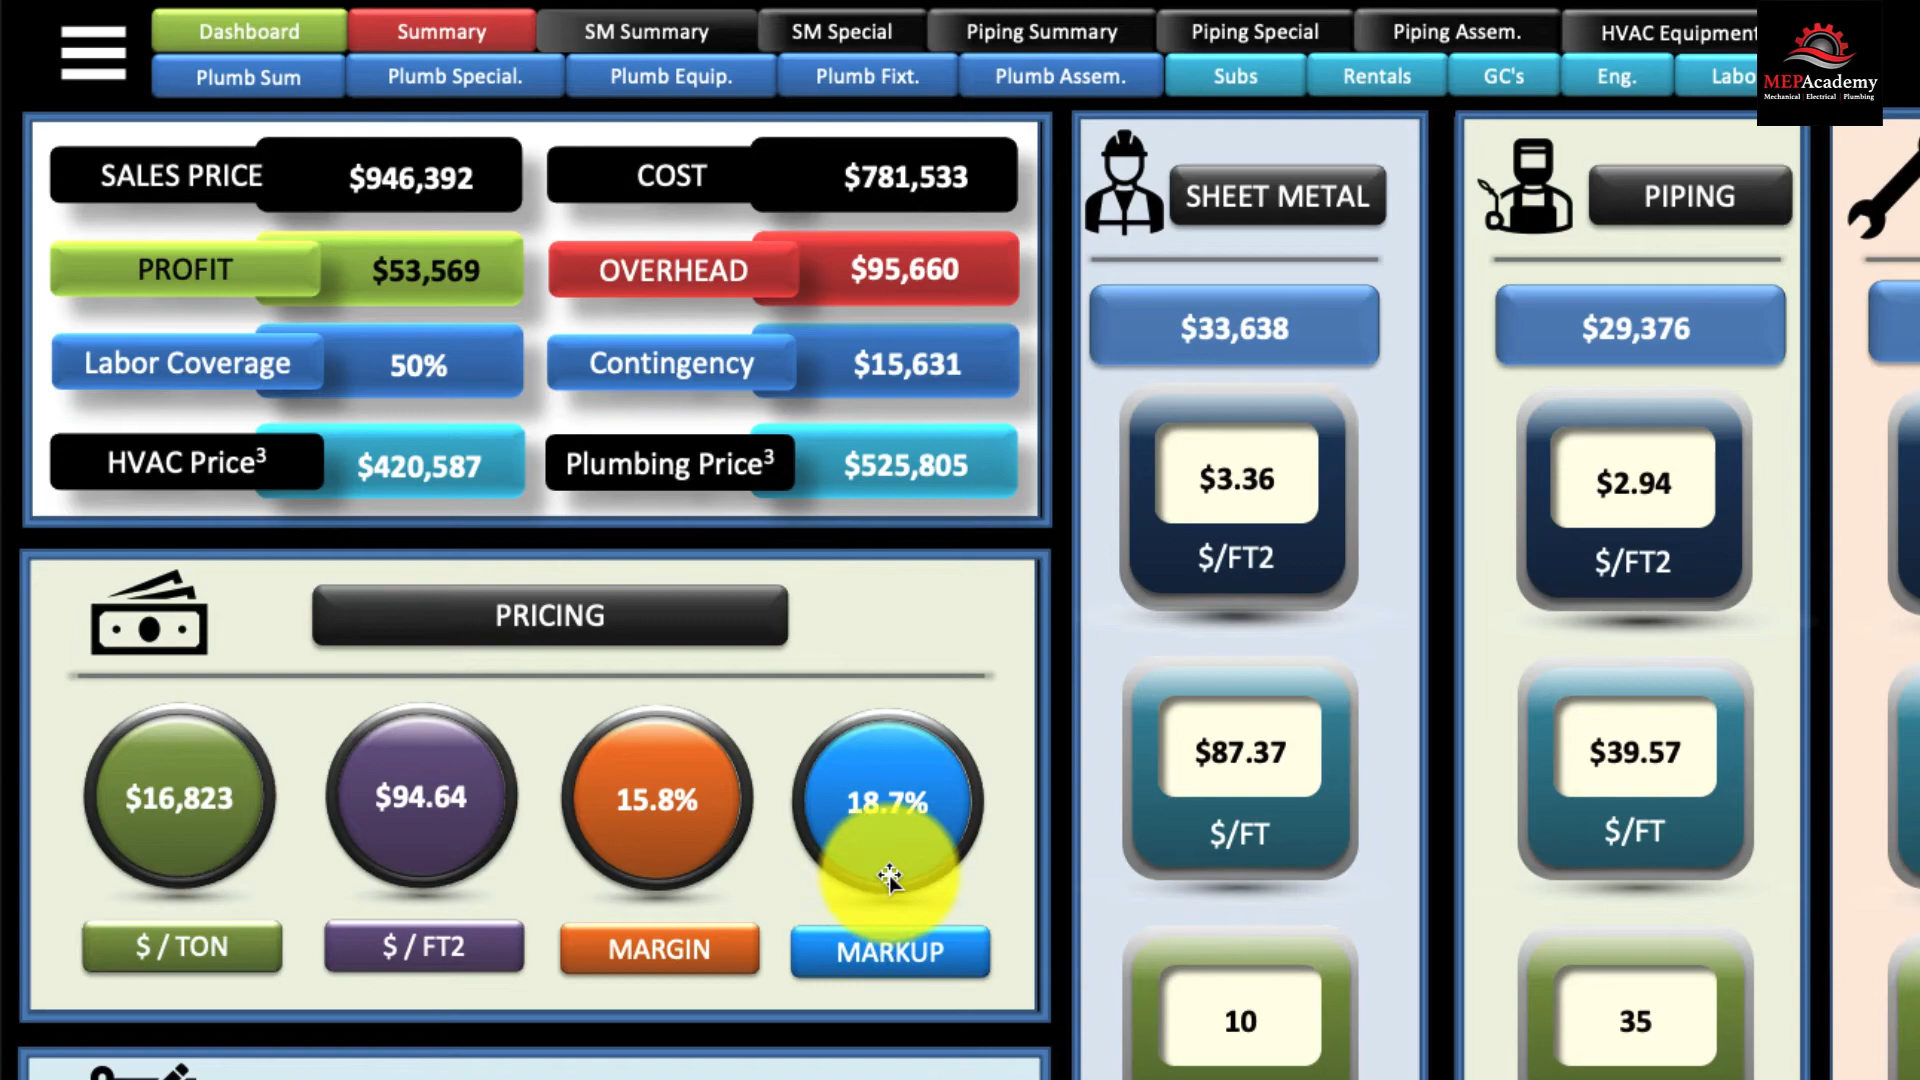 Dashboard
Summary
SM Summary
SM Special
Piping Summary
Piping Special
Piping Assem.
HVAC Equipment
Plumb Sum
Plumb Special.
Plumb Equip.
Plumb Fixt.
Plumb Assem.
Subs
Rentals
GC's
Eng.
Labo
MEPAcademy
Mechanical | Electrical | Plumbing
SALES PRICE $946,392
COST $781,533
PROFIT $53,569
OVERHEAD $95,660
Labor Coverage 50%
Contingency $15,631
HVAC Price³ $420,587
Plumbing Price³ $525,805
PRICING
$16,823
$94.64
15.8%
18.7%
$ / TON
$ / FT2
MARGIN
MARKUP
SHEET METAL
$33,638
$3.36
$/FT2
$87.37
$/FT
10
PIPING
$29,376
$2.94
$/FT2
$39.57
$/FT
35